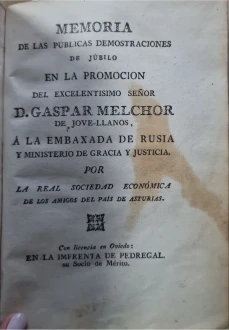 MEMORIA
DE LAS PUBLICAS DEMOSTRACIONES
DE JÚBILO
EN LA PROMOCION
DEL EXCELENTISIMO SEÑOR
D. GASPAR MELCHOR
DE JOVE-LLANOS,
Á LA EMBAXADA DE RUSIA
Y MINISTERIO DE GRACIA Y JUSTICIA.
POR
LA REAL SOCIEDAD ECONÓMICA
DE LOS AMIGOS DEL PAIS DE ASTURIAS.
Con licencia en Oviedo:
EN LA IMPRENTA DE PEDREGAL.
su Socio de Mérito.